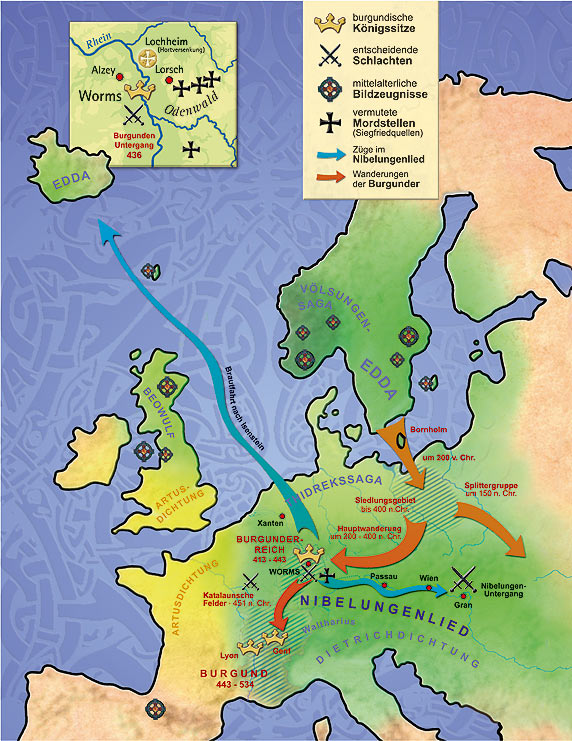 Rhein
Lochheim
(Hortversenkung)
Alzey
Lorsch
Worms
Odenwald
Burgunden
Untergang
436
burgundische
Königssitze
entscheidende
Schlachten
mittelalterliche
Bildzeugnisse
vermutete
Mordstellen
(Siegfriedquellen)
Züge im
Nibelungenlied
Wanderungen
der Burgunder
EDDA
VÖLSUNGEN-
SAGA
EDDA
Brautfahrt nach Isenstein
BEOWULF
ARTUS-
DICHTUNG
Bornholm
um 200 v. Chr.
THIDREKSSAGA
Splittergruppe
um 150 n. Chr.
Siedlungsgebiet
bis 400 n. Chr.
Xanten
Hauptwanderung
um 200 - 400 n. Chr.
BURGUNDER-
REICH
413 - 443
WORMS
Passau
Wien
Gran
Nibelungen-
Untergang
Katalaunische
Felder - 451 n. Chr.
ARTUSDICHTUNG
NIBELUNGENLIED
Waltharius
DIETRICHDICHTUNG
Lyon
Genf
BURGUND
443 - 534